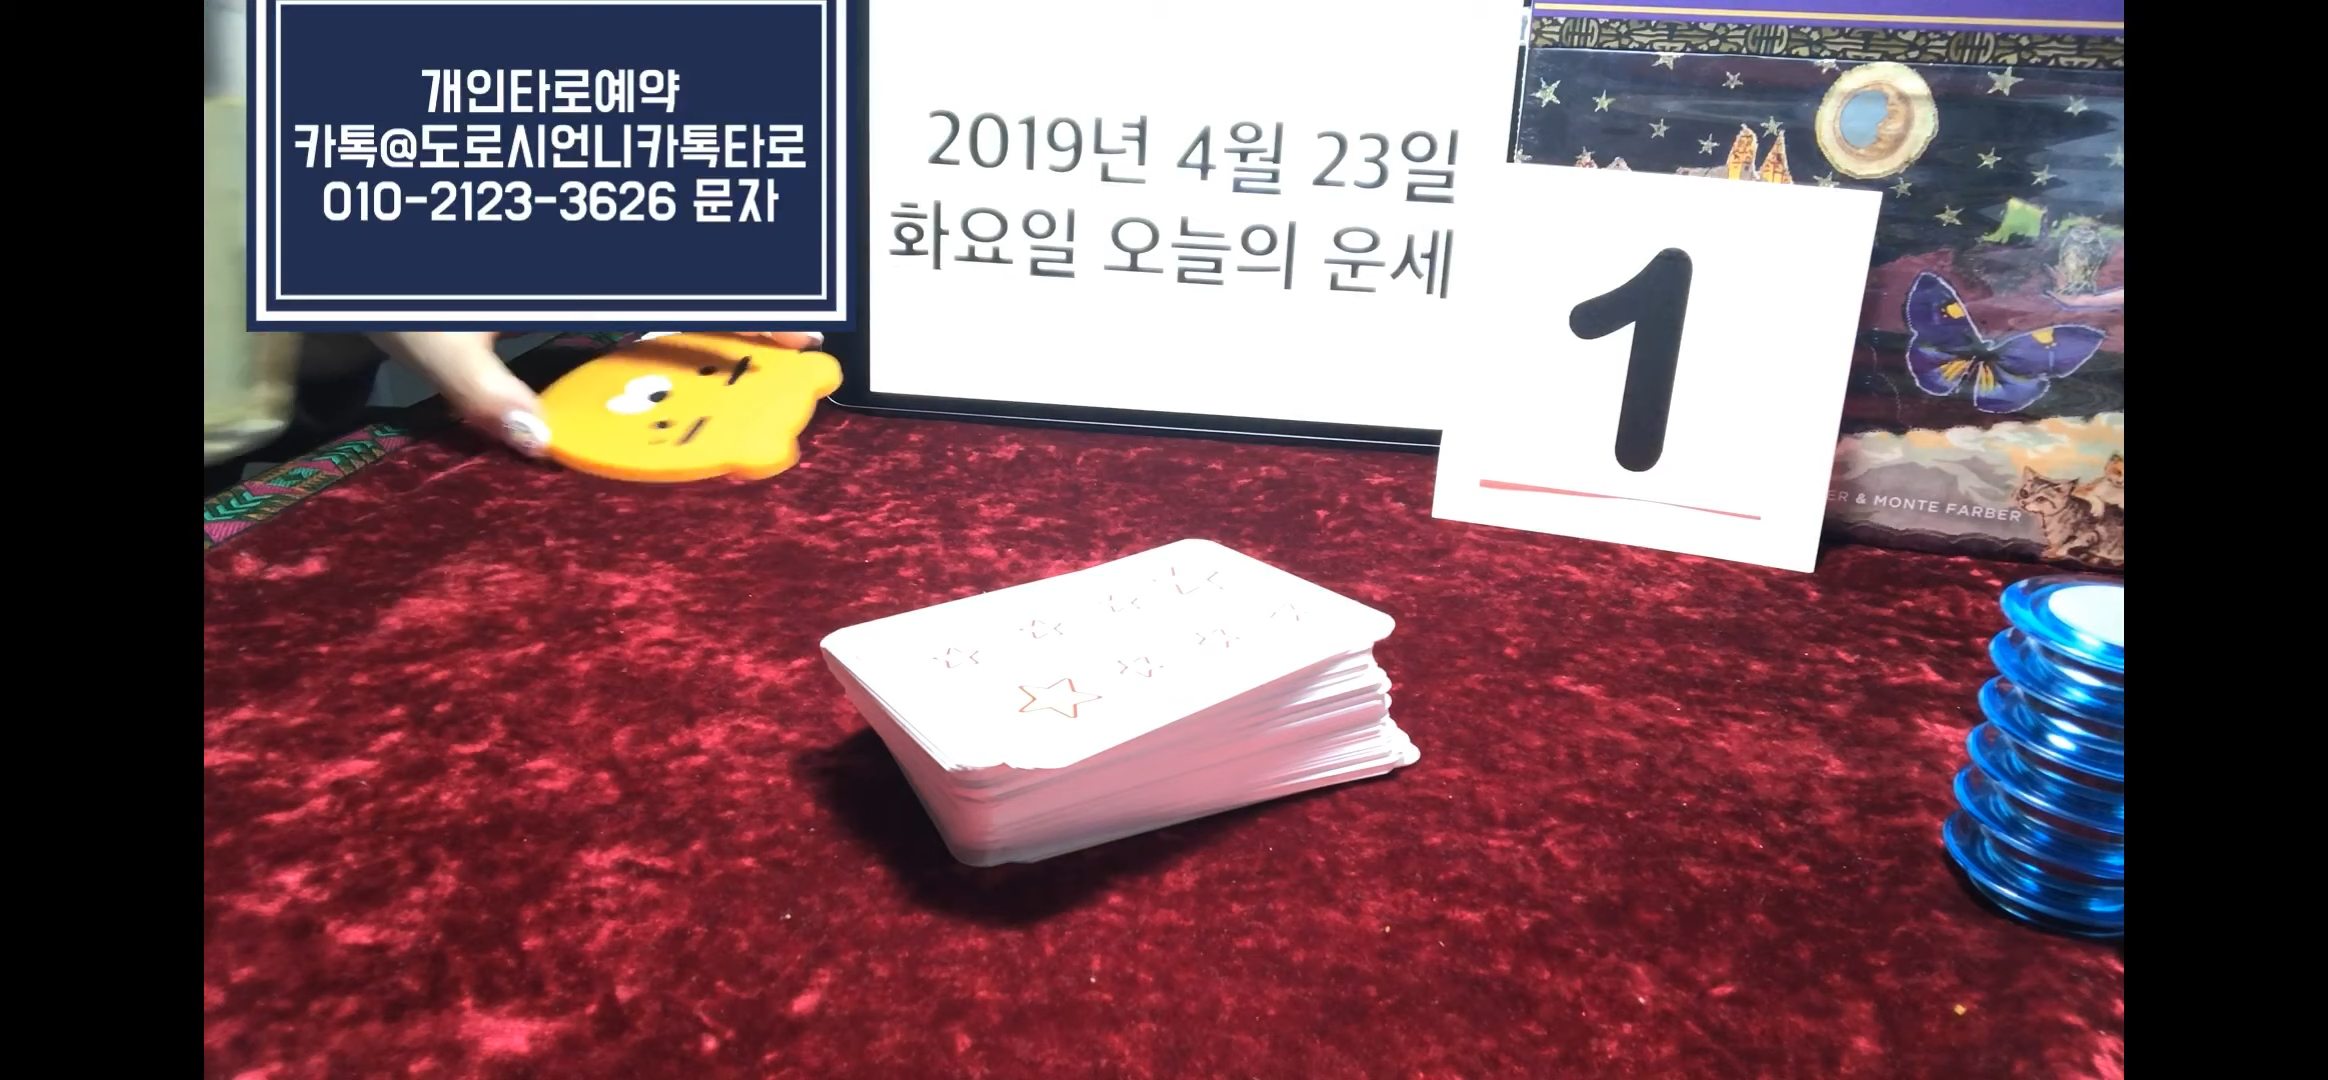 개인타로예약
카톡@도로시언니카톡타로
010-2123-3626 문자
2019년 4월 23일
화요일 오늘의 운세
1
ER & MONTE FARBER